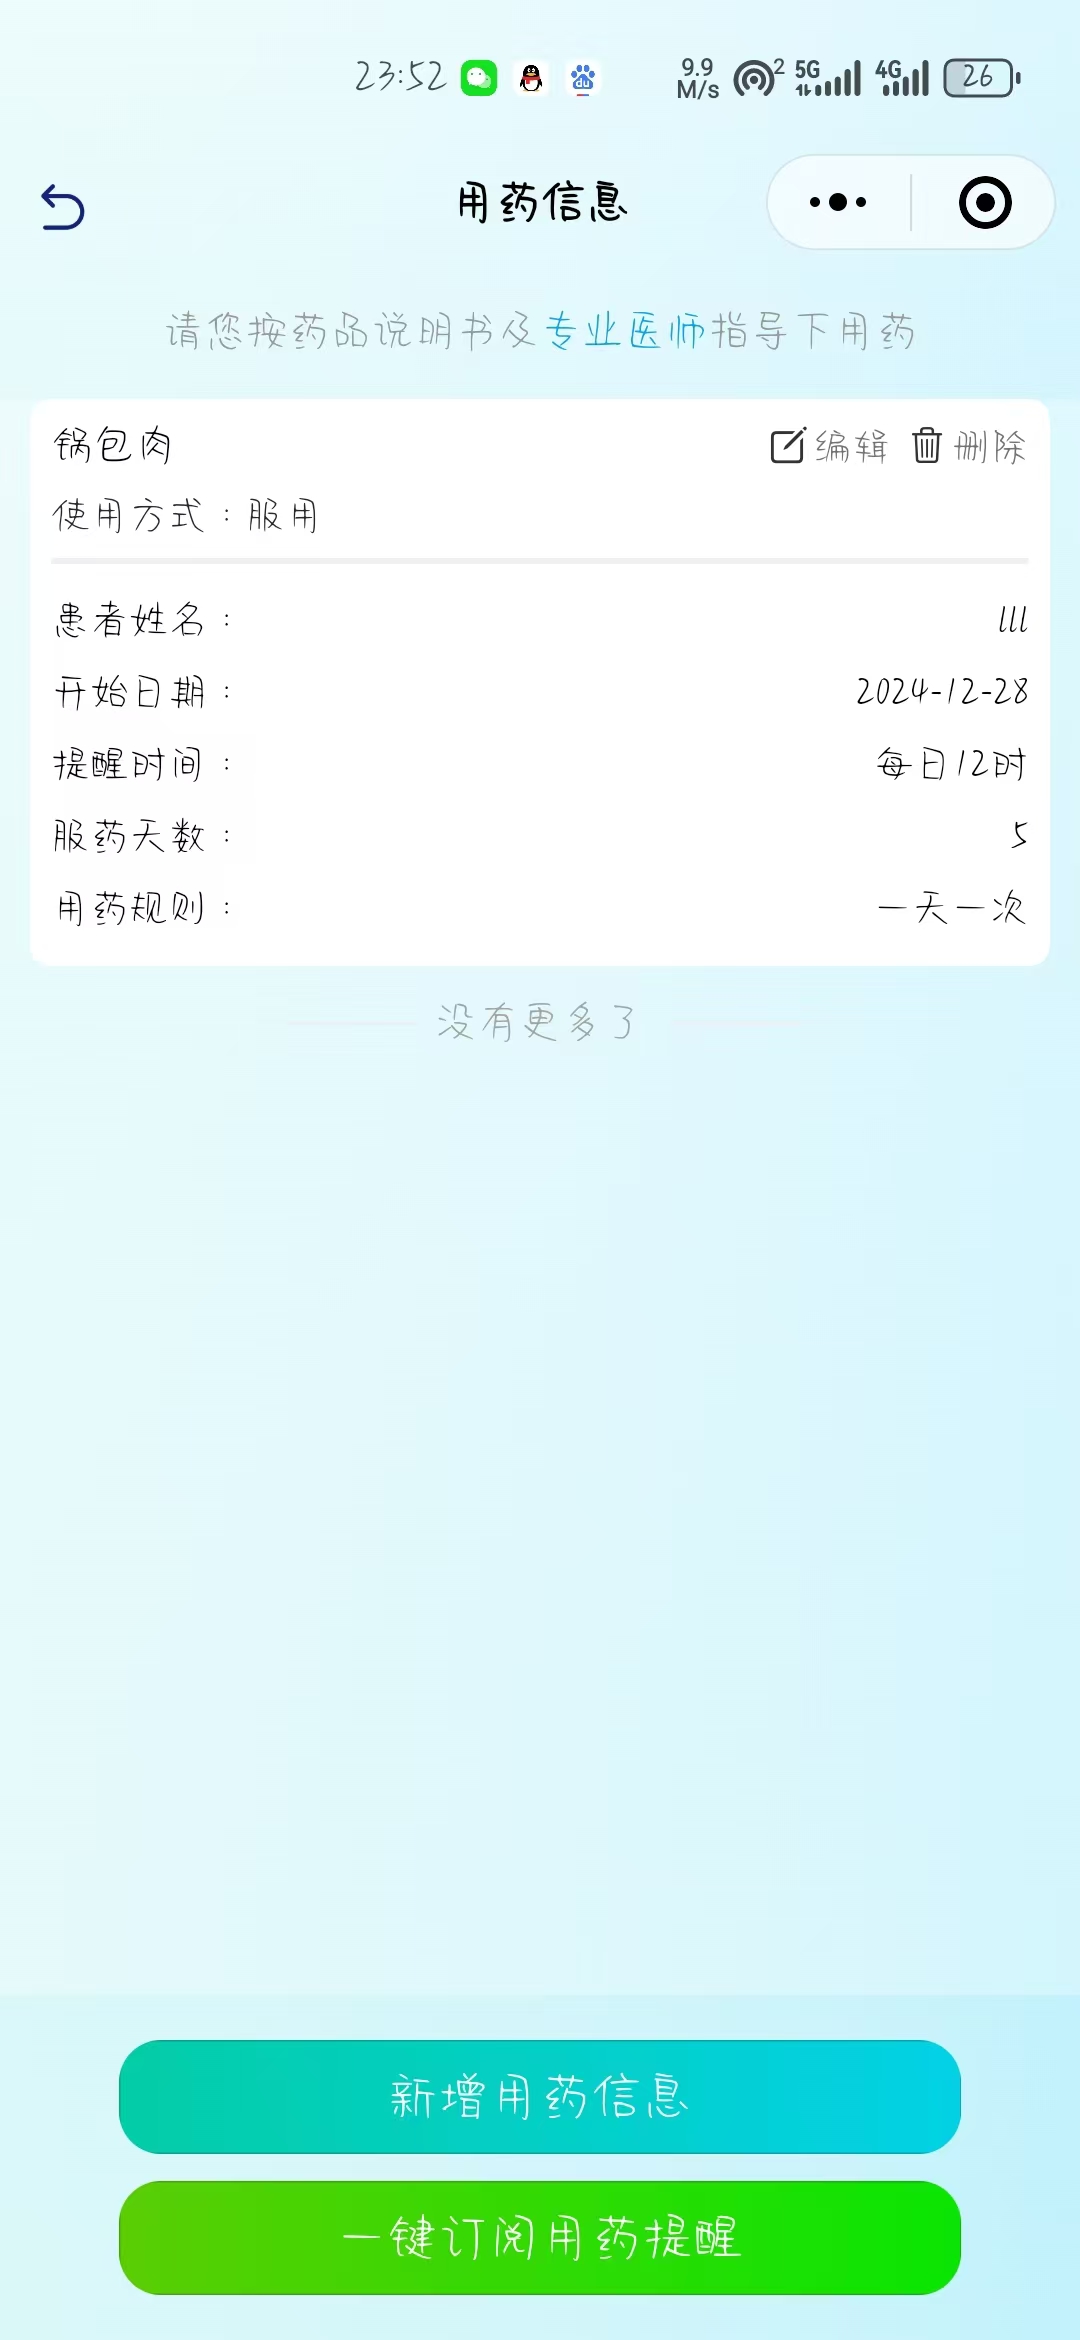 23:52 9.9 M/s 2 5G 4G 26
用药信息
请您按药品说明书及专业医师指导下用药
锅包肉 编辑 删除
使用方式：服用
患者姓名： lll
开始日期： 2024-12-28
提醒时间： 每日12时
服药天数： 5
用药规则： 一天一次
没有更多了
新增用药信息
一键订阅用药提醒